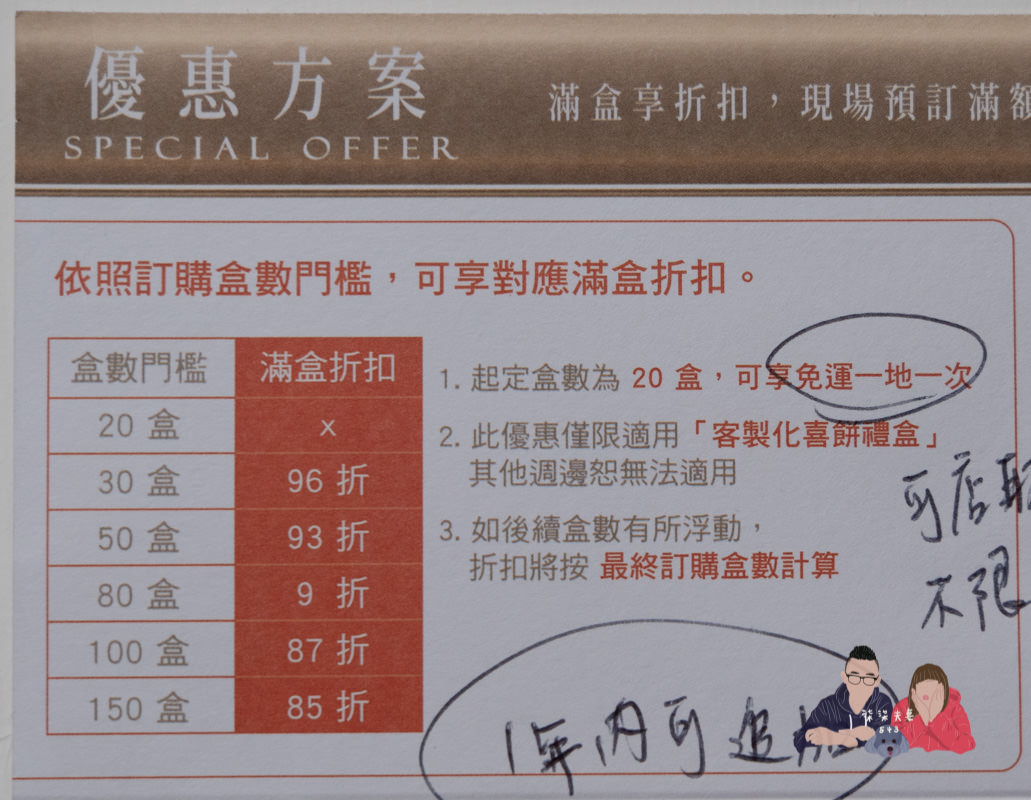 優惠方案
SPECIAL OFFER
滿盒享折扣，現場預訂滿額
依照訂購盒數門檻，可享對應滿盒折扣。
盒數門檻 滿盒折扣
20 盒 x
30 盒 96 折
50 盒 93 折
80 盒 9 折
100 盒 87 折
150 盒 85 折
1. 起定盒數為 20 盒，可享免運一地一次
2. 此優惠僅限適用「客製化喜餅禮盒」
其他週邊恕無法適用
3. 如後續盒數有所浮動，
折扣將按 最終訂購盒數計算
可店取
不限
1年內可追加
543